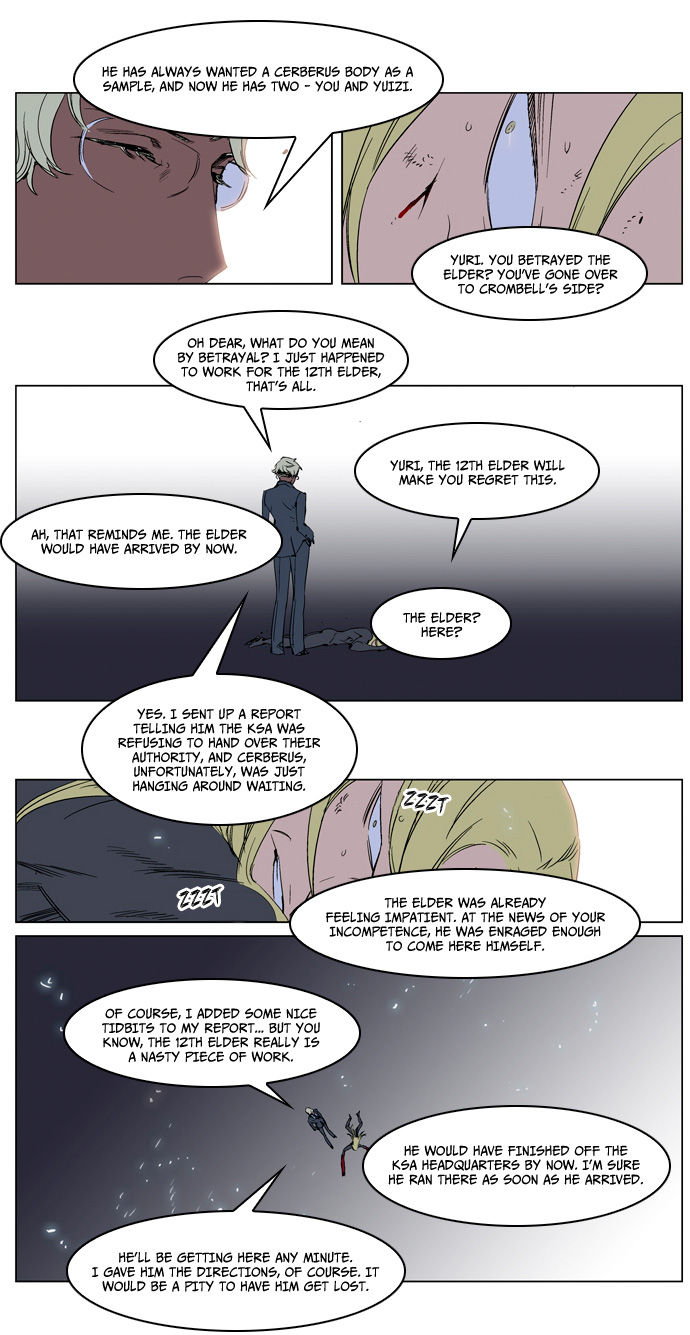 HE HAS ALWAYS WANTED A CERBERUS BODY AS A
SAMPLE, AND NOW HE HAS TWO - YOU AND YUIZI.
YURI. YOU BETRAYED THE
ELDER? YOU'VE GONE OVER
TO CROMBELL'S SIDE?
OH DEAR, WHAT DO YOU MEAN
BY BETRAYAL? I JUST HAPPENED
TO WORK FOR THE 12TH ELDER,
THAT'S ALL.
YURI, THE 12TH ELDER WILL
MAKE YOU REGRET THIS.
AH, THAT REMINDS ME. THE ELDER
WOULD HAVE ARRIVED BY NOW.
THE ELDER?
HERE?
YES. I SENT UP A REPORT
TELLING HIM THE KSA WAS
REFUSING TO HAND OVER THEIR
AUTHORITY, AND CERBERUS,
UNFORTUNATELY, WAS JUST
HANGING AROUND WAITING.
ZZZT
ZZZT
THE ELDER WAS ALREADY
FEELING IMPATIENT. AT THE NEWS OF YOUR
INCOMPETENCE, HE WAS ENRAGED ENOUGH
TO COME HERE HIMSELF.
OF COURSE, I ADDED SOME NICE
TIDBITS TO MY REPORT... BUT YOU
KNOW, THE 12TH ELDER REALLY IS
A NASTY PIECE OF WORK.
HE WOULD HAVE FINISHED OFF THE
KSA HEADQUARTERS BY NOW. I'M SURE
HE RAN THERE AS SOON AS HE ARRIVED.
HE'LL BE GETTING HERE ANY MINUTE.
I GAVE HIM THE DIRECTIONS, OF COURSE. IT
WOULD BE A PITY TO HAVE HIM GET LOST.